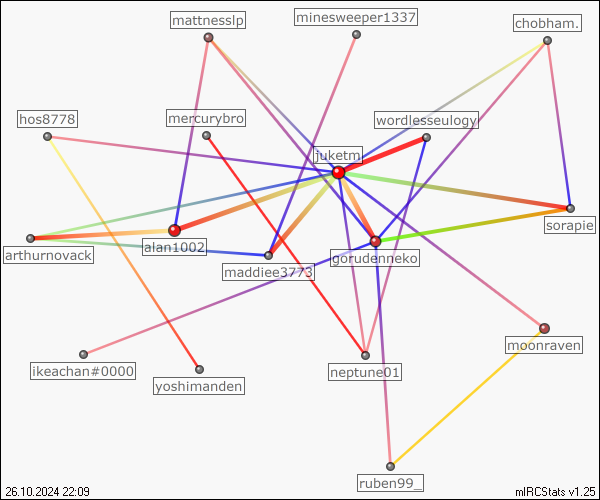 mattnesslp
minesweeper1337
chobham.
hos8778
mercurybro
wordlesseulogy
juketm
sorapie
arthurnovack
alan1002
maddiee3773
gorudenneko
moonraven
ikeachan#0000
yoshimanden
neptune01
ruben99_
26.10.2024 22:09
mIRCStats v1.25